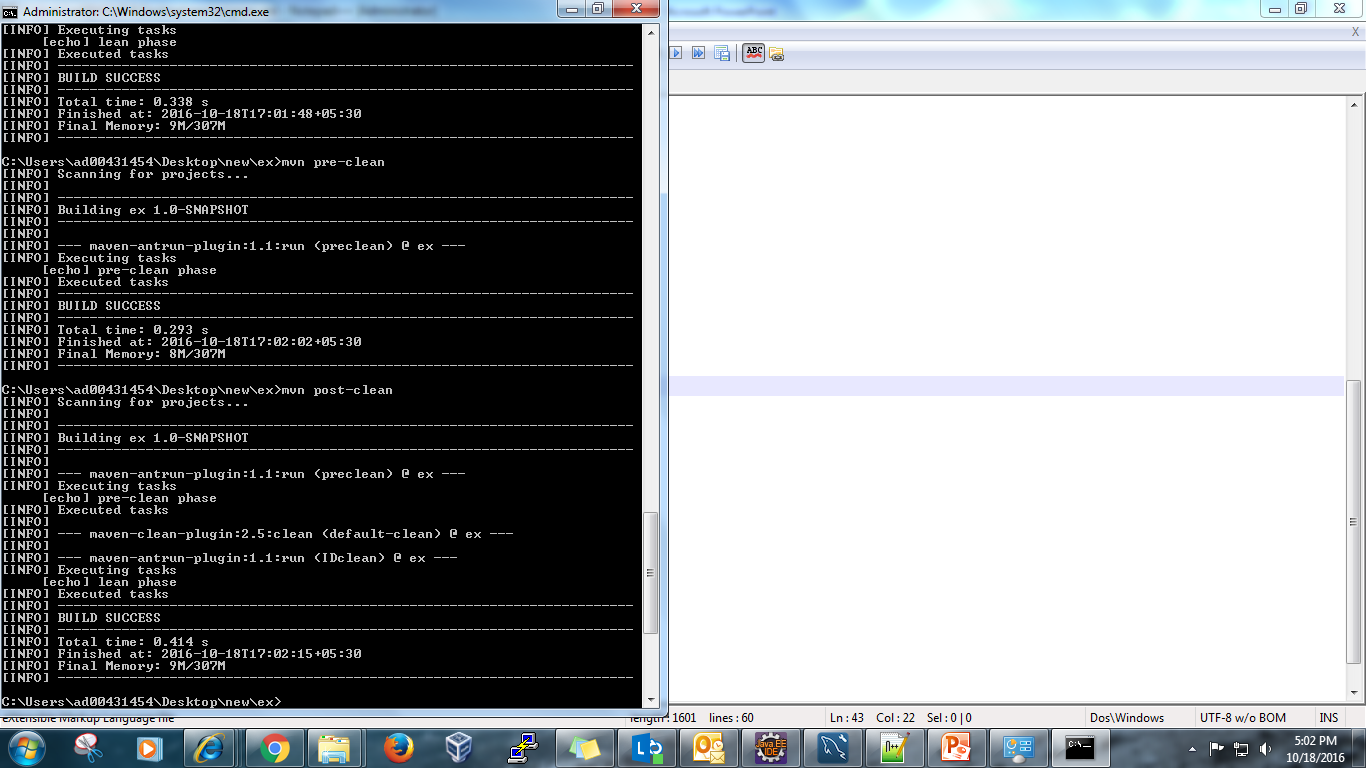 Administrator: C:\Windows\system32\cmd.exe
[INFO] Executing tasks
[echo] lean phase
[INFO] Executed tasks
[INFO] ------------------------------------------------------------------------
[INFO] BUILD SUCCESS
[INFO] ------------------------------------------------------------------------
[INFO] Total time: 0.338 s
[INFO] Finished at: 2016-10-18T17:01:48+05:30
[INFO] Final Memory: 9M/307M
[INFO] ------------------------------------------------------------------------
C:\Users\ad00431454\Desktop\new\ex>mvn pre-clean
[INFO] Scanning for projects...
[INFO]
[INFO] ------------------------------------------------------------------------
[INFO] Building ex 1.0-SNAPSHOT
[INFO] ------------------------------------------------------------------------
[INFO]
[INFO] --- maven-antrun-plugin:1.1:run (preclean) @ ex ---
[INFO] Executing tasks
[echo] pre-clean phase
[INFO] Executed tasks
[INFO] ------------------------------------------------------------------------
[INFO] BUILD SUCCESS
[INFO] ------------------------------------------------------------------------
[INFO] Total time: 0.293 s
[INFO] Finished at: 2016-10-18T17:02:02+05:30
[INFO] Final Memory: 8M/307M
[INFO] ------------------------------------------------------------------------
C:\Users\ad00431454\Desktop\new\ex>mvn post-clean
[INFO] Scanning for projects...
[INFO]
[INFO] ------------------------------------------------------------------------
[INFO] Building ex 1.0-SNAPSHOT
[INFO] ------------------------------------------------------------------------
[INFO]
[INFO] --- maven-antrun-plugin:1.1:run (preclean) @ ex ---
[INFO] Executing tasks
[echo] pre-clean phase
[INFO] Executed tasks
[INFO]
[INFO] --- maven-clean-plugin:2.5:clean (default-clean) @ ex ---
[INFO]
[INFO] --- maven-antrun-plugin:1.1:run (IDclean) @ ex ---
[INFO] Executing tasks
[echo] lean phase
[INFO] Executed tasks
[INFO] ------------------------------------------------------------------------
[INFO] BUILD SUCCESS
[INFO] ------------------------------------------------------------------------
[INFO] Total time: 0.414 s
[INFO] Finished at: 2016-10-18T17:02:15+05:30
[INFO] Final Memory: 9M/307M
[INFO] ------------------------------------------------------------------------
C:\Users\ad00431454\Desktop\new\ex>
ABC
eXtensible Markup Language file length : 1601 lines : 60 Ln : 43 Col : 22 Sel : 0 | 0 Dos\Windows UTF-8 w/o BOM INS
Java EE
IDE
5:02 PM
10/18/2016